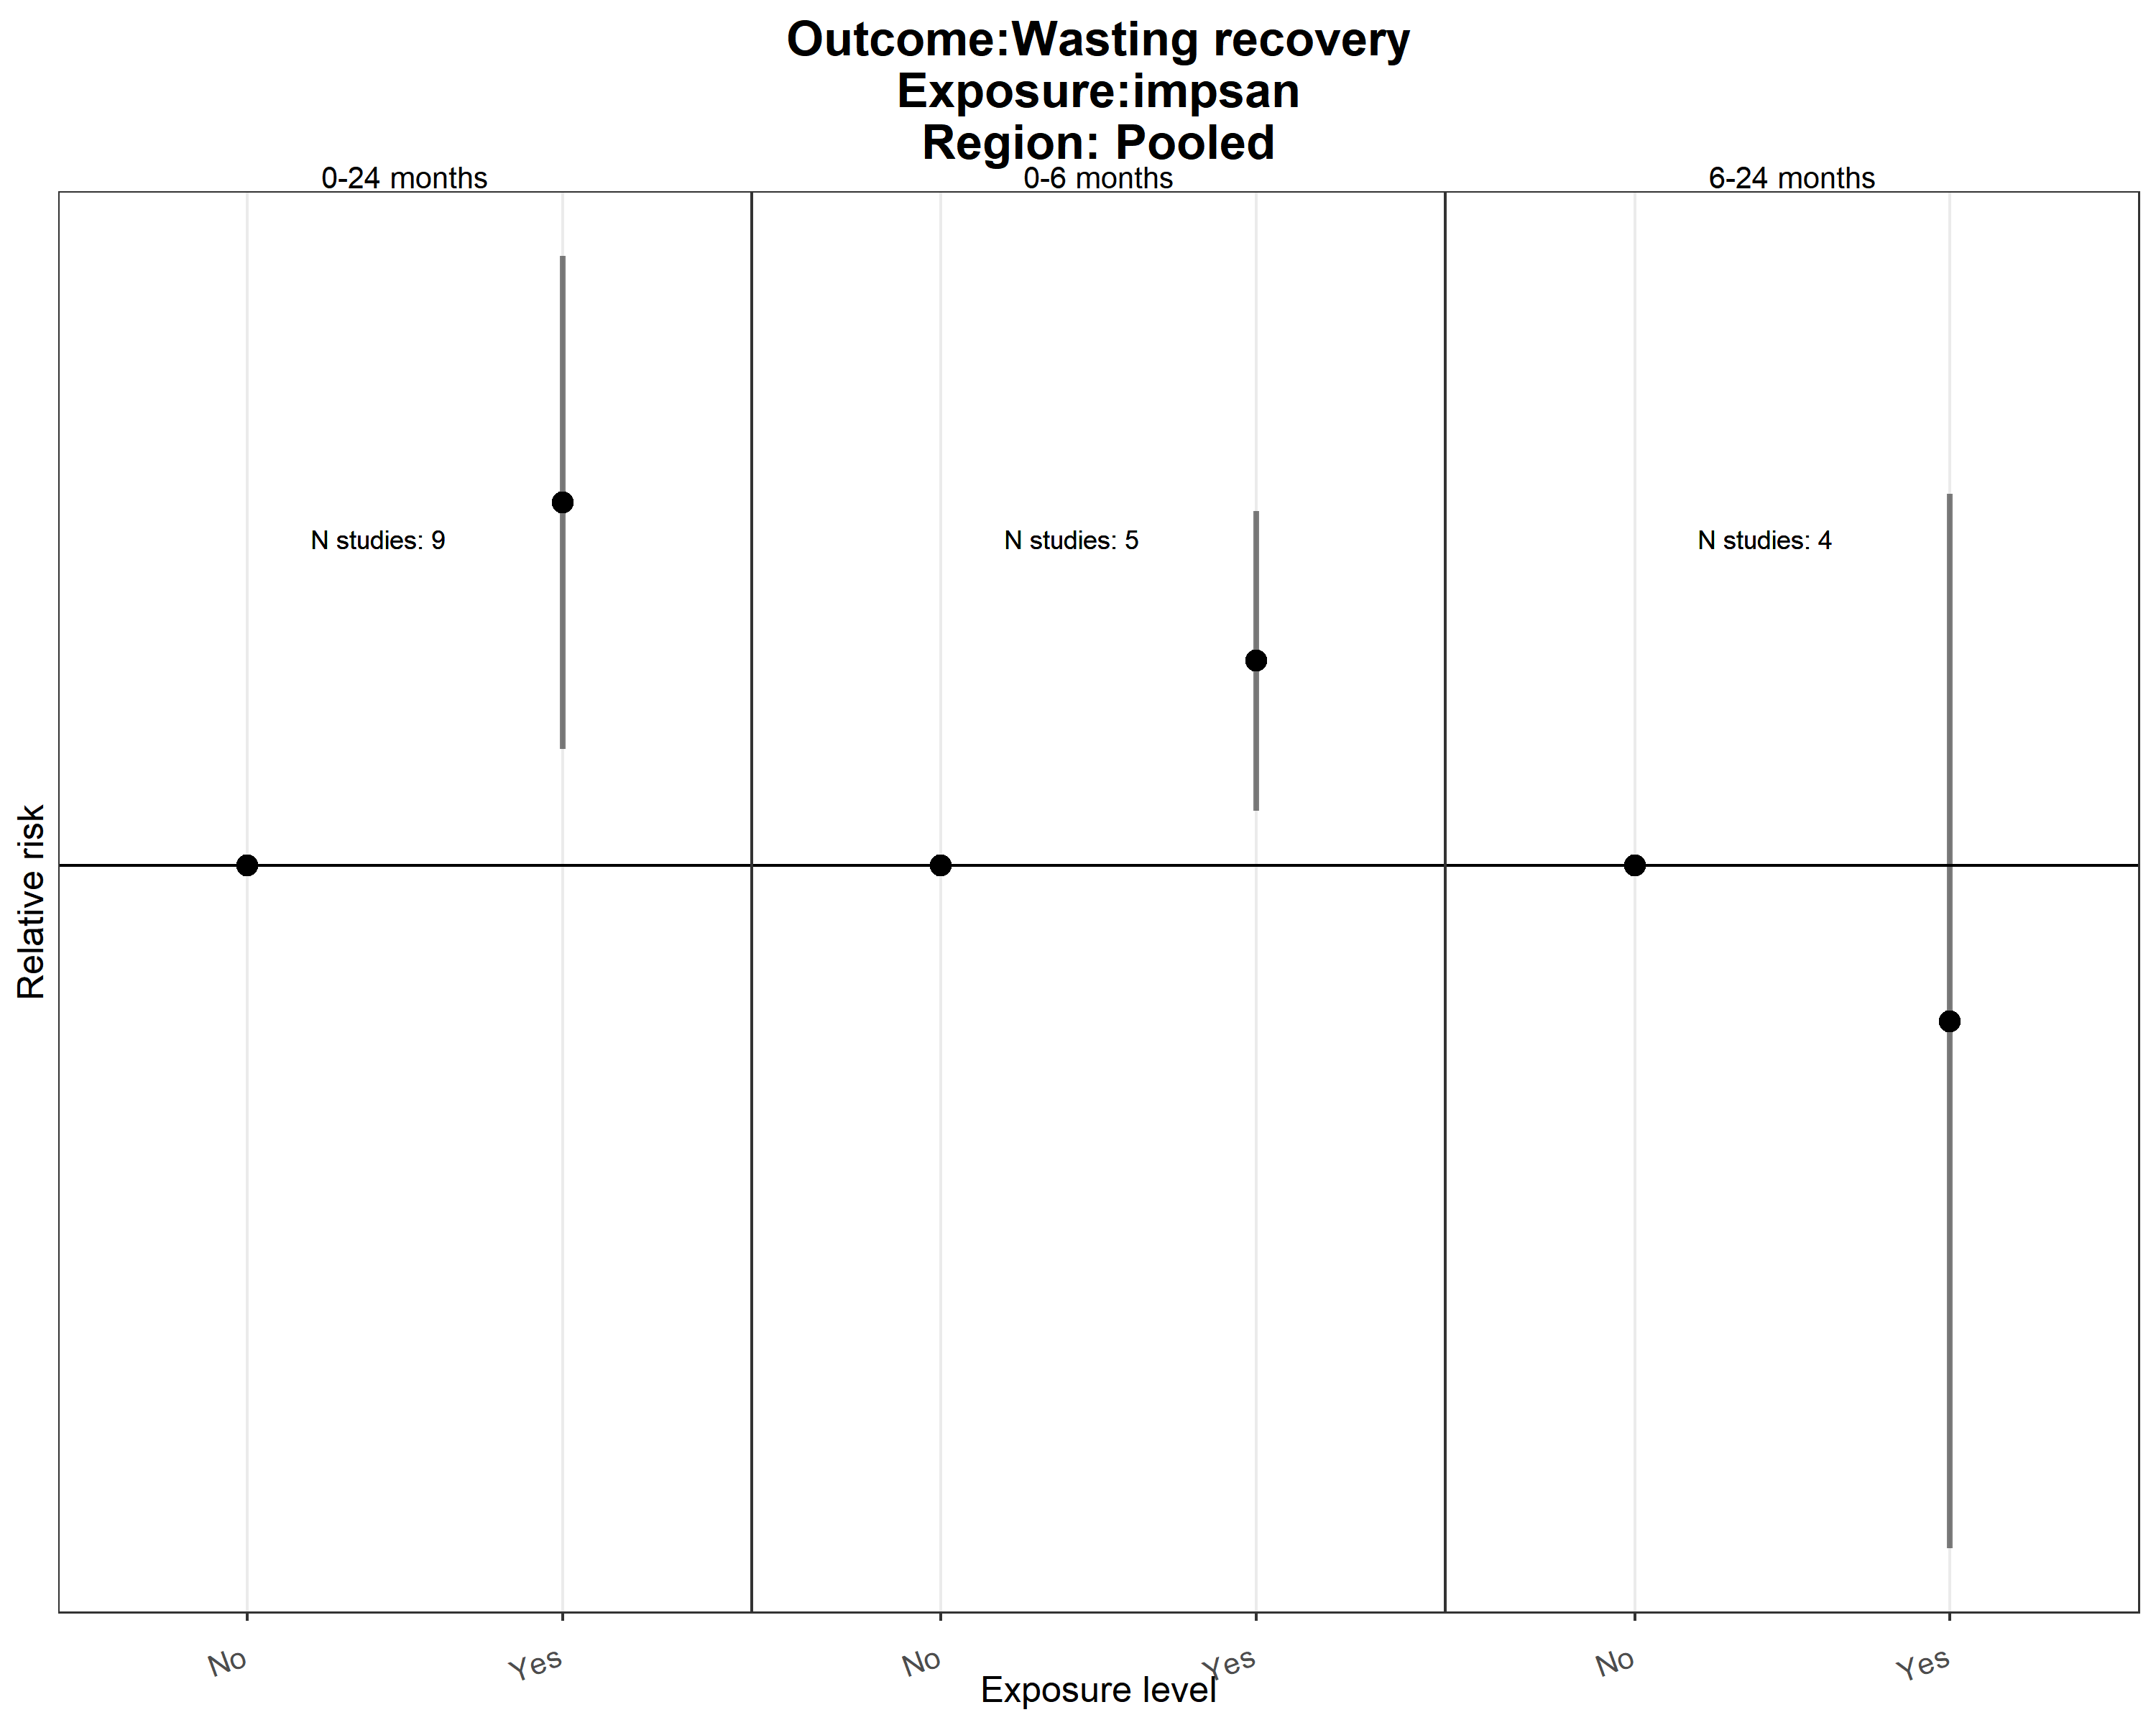 Outcome:Wasting recovery
Exposure:impsan
Region: Pooled
0-24 months
0-6 months
6-24 months
N studies: 9
N studies: 5
N studies: 4
Relative risk
No
Yes
No
Yes
No
Yes
Exposure level